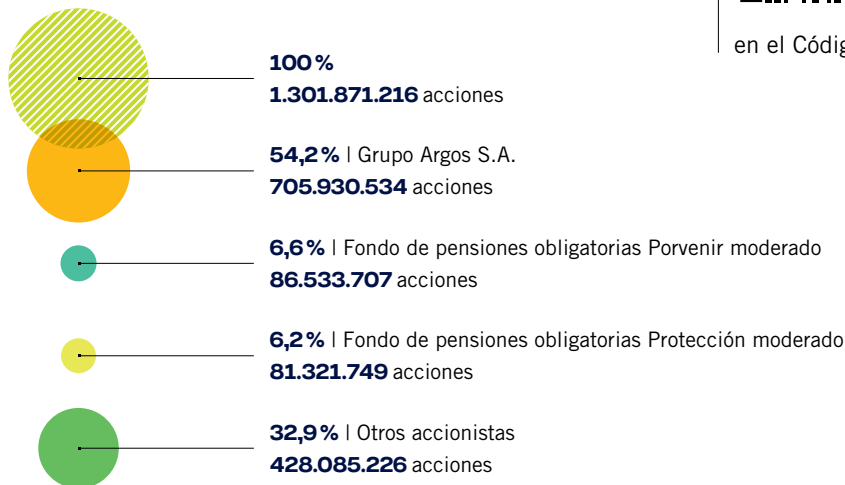 en el Códig
100%
1.301.871.216 acciones
54,2% | Grupo Argos S.A.
705.930.534 acciones
6,6% | Fondo de pensiones obligatorias Porvenir moderado
86.533.707 acciones
6,2% | Fondo de pensiones obligatorias Protección moderado
81.321.749 acciones
32,9% | Otros accionistas
428.085.226 acciones